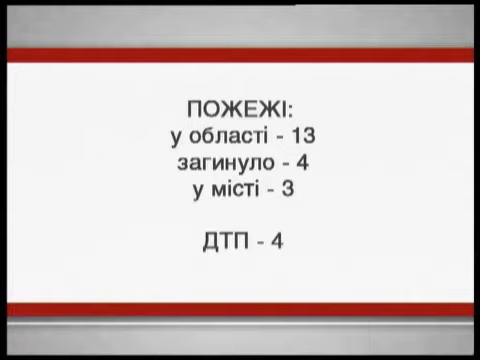 ПОЖЕЖІ:
у області - 13
загинуло - 4
у місті - 3
ДТП - 4